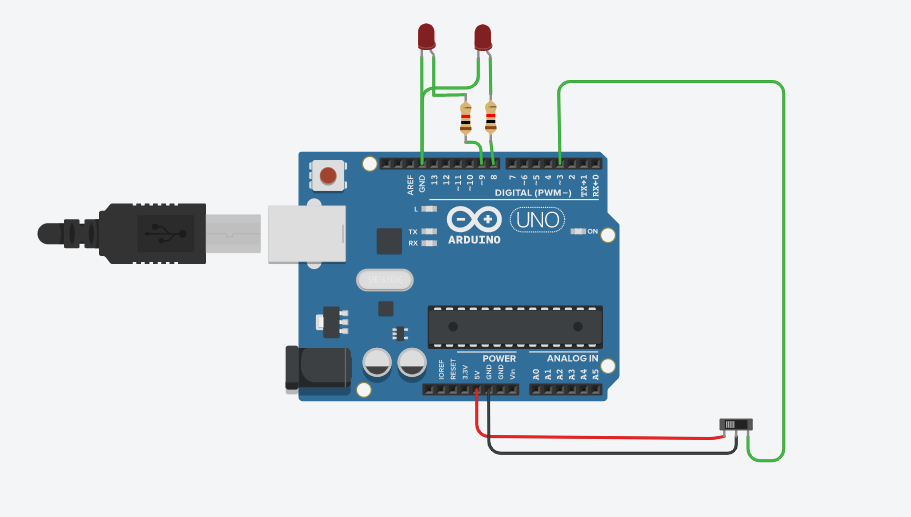 AREF
GND
13
12
~11
~10
~9
8
7
~6
~5
4
~3
2
TX→1
RX←0
DIGITAL (PWM~)
L
TX
RX
ARDUINO
UNO
ON
POWER
ANALOG IN
IOREF
RESET
3.3V
5V
GND
GND
Vin
A0
A1
A2
A3
A4
A5